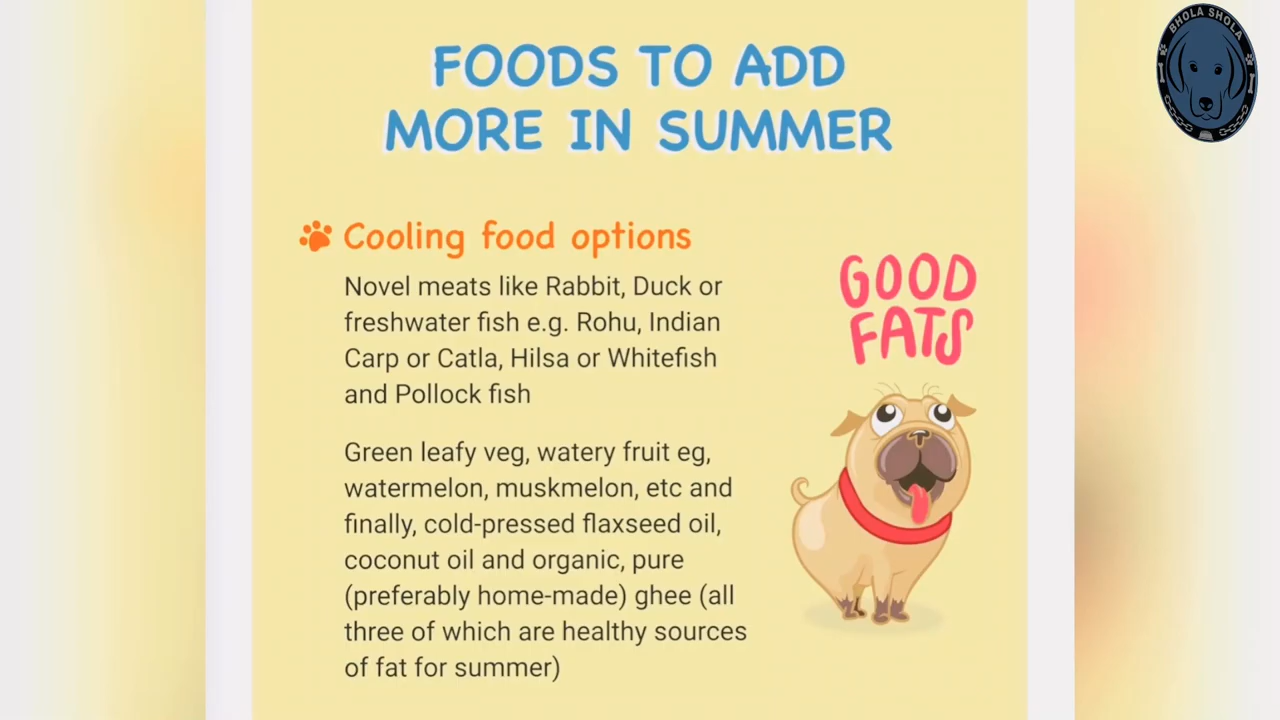 BHOLA SHOLA
FOODS TO ADD
MORE IN SUMMER
Cooling food options
Novel meats like Rabbit, Duck or
freshwater fish e.g. Rohu, Indian
Carp or Catla, Hilsa or Whitefish
and Pollock fish
GOOD
FATS
Green leafy veg, watery fruit eg,
watermelon, muskmelon, etc and
finally, cold-pressed flaxseed oil,
coconut oil and organic, pure
(preferably home-made) ghee (all
three of which are healthy sources
of fat for summer)